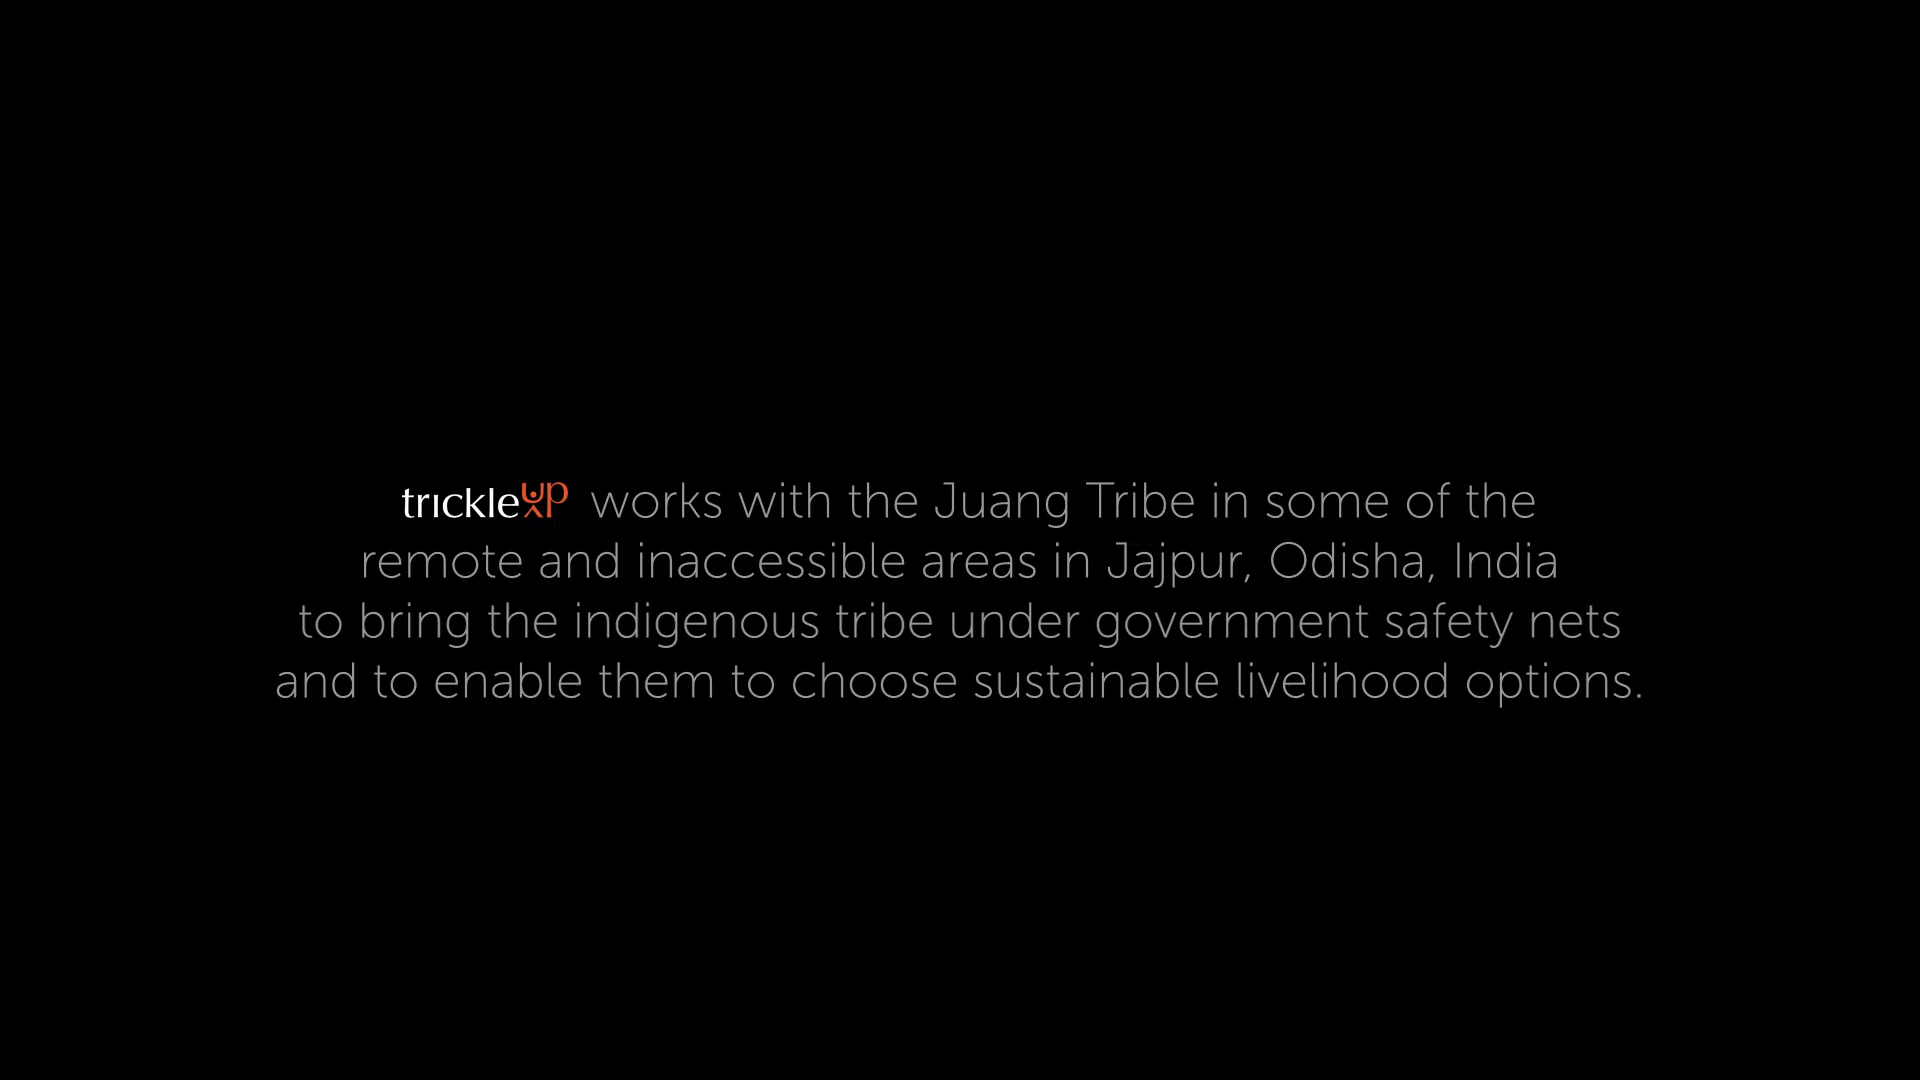 trickleup works with the Juang Tribe in some of the
remote and inaccessible areas in Jajpur, Odisha, India
to bring the indigenous tribe under government safety nets
and to enable them to choose sustainable livelihood options.